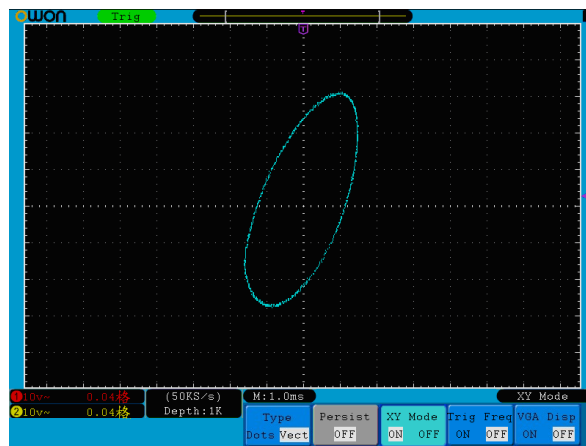 owon Trig
T
1 10v~ 0.04格 (50KS/s) M:1.0ms XY Mode
2 10v~ 0.04格 Depth:1K
Type Persist XY Mode Trig Freq VGA Disp
Dots Vect OFF ON OFF ON OFF ON OFF